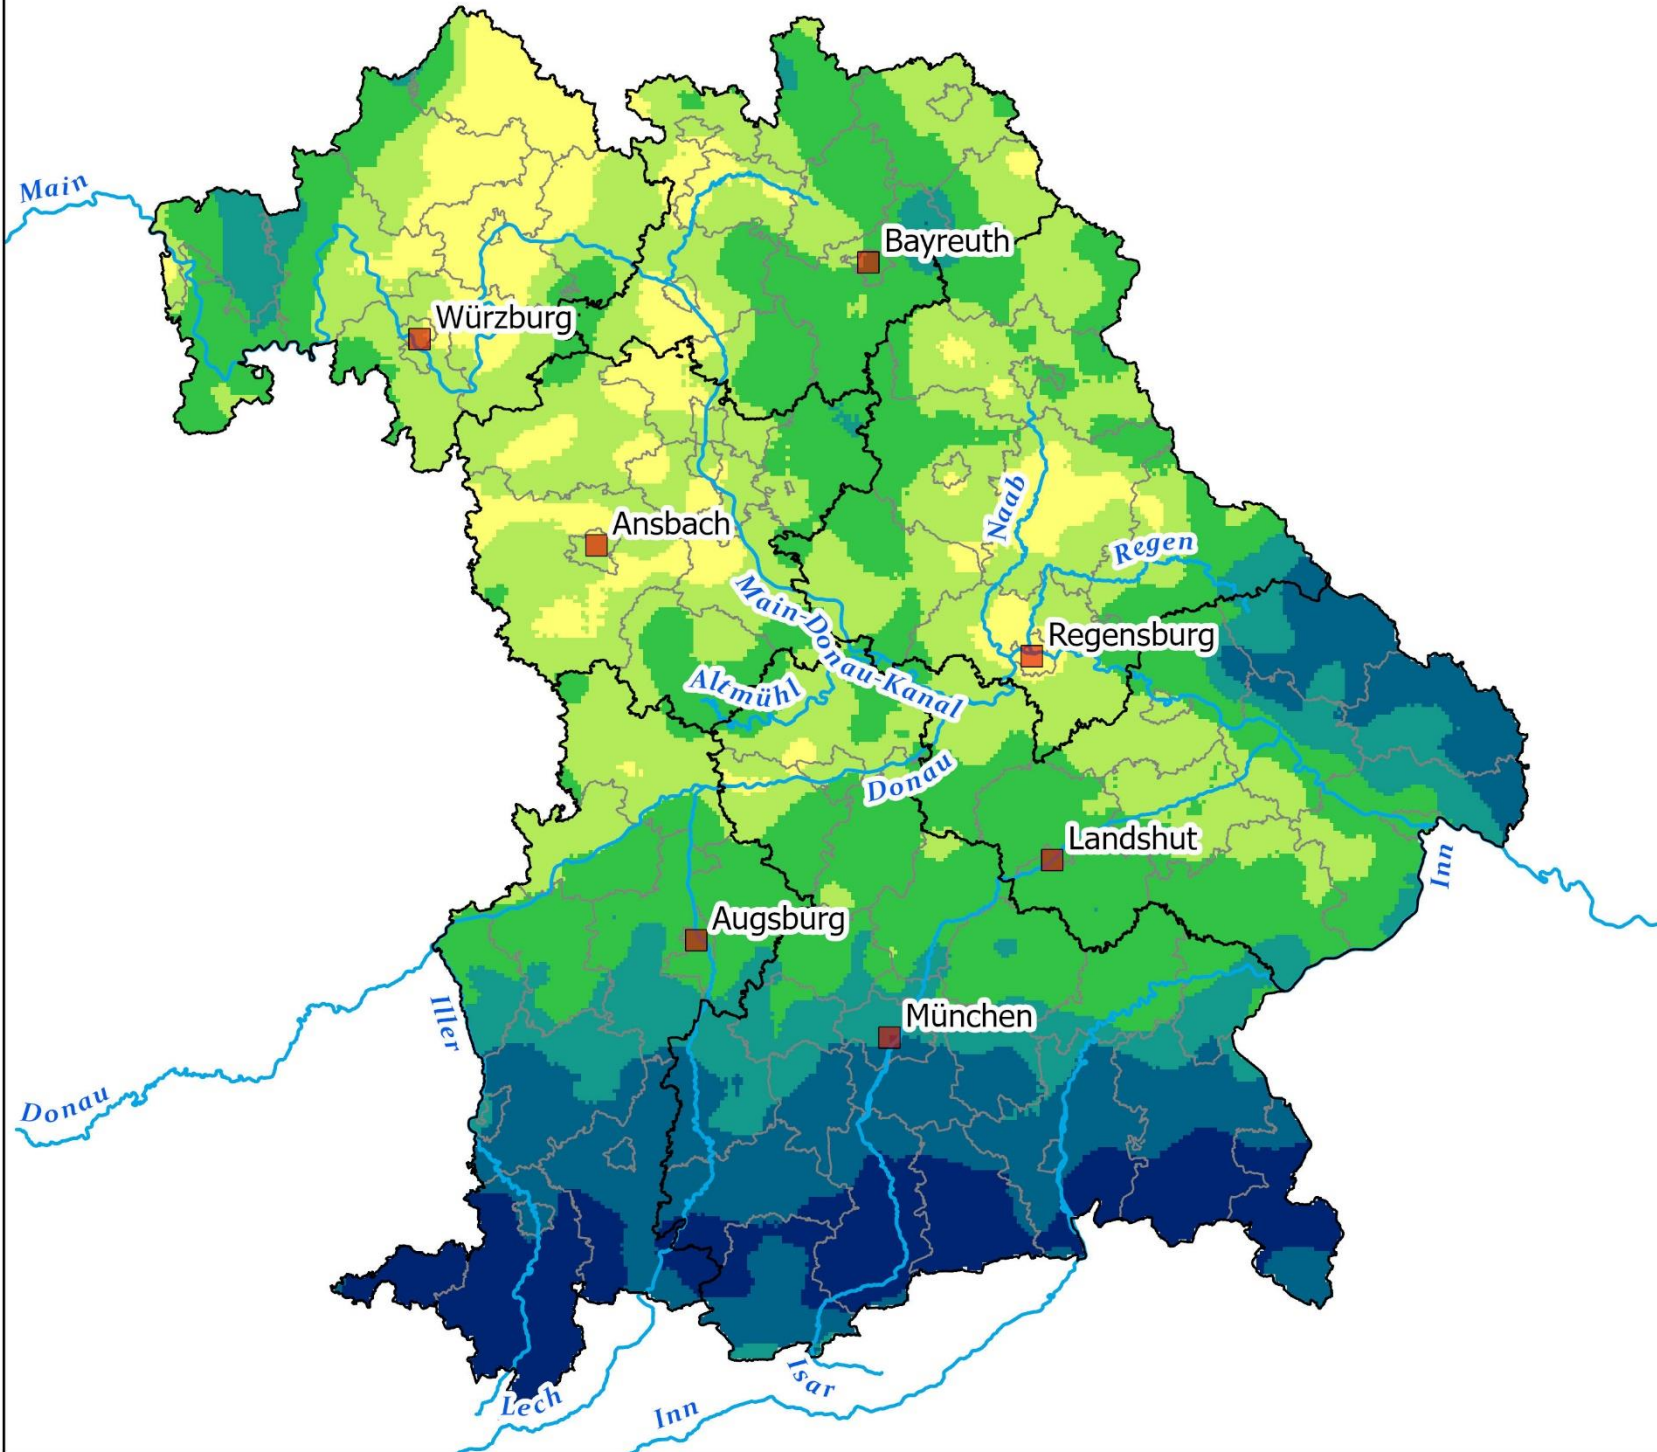 Main
Bayreuth
Würzburg
Naab
Ansbach
Regen
Main-Donau-Kanal
Regensburg
Altmühl
Donau
Landshut
Inn
Augsburg
Iller
München
Donau
Isar
Lech
Inn